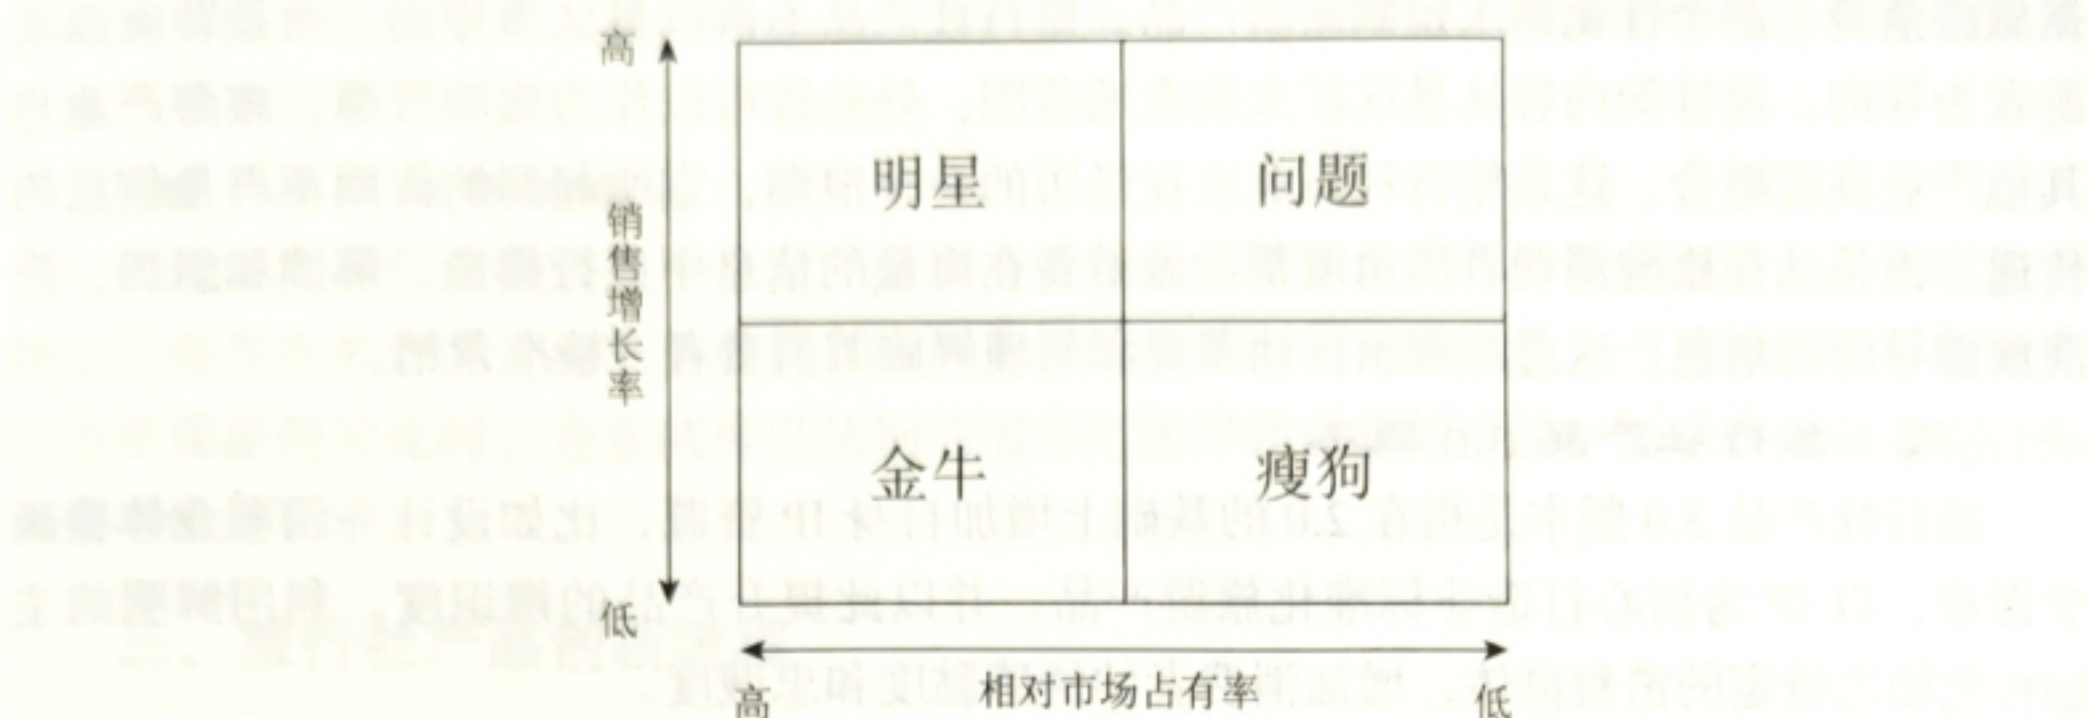 高
明星 问题
销售增长率
金牛 瘦狗
低
高 相对市场占有率 低